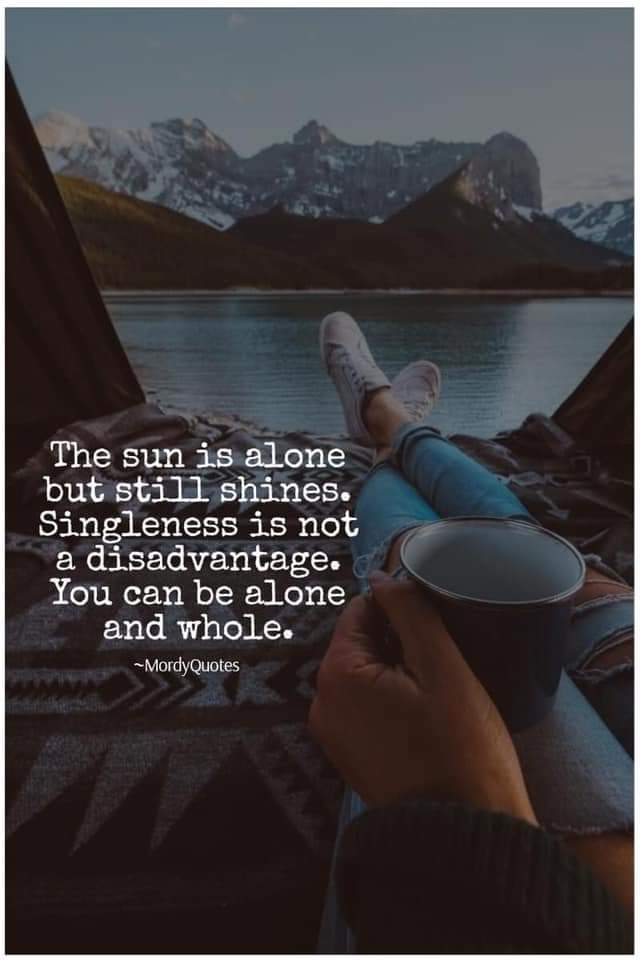 The sun is alone
but still shines.
Singleness is not
a disadvantage.
You can be alone
and whole.
~MordyQuotes